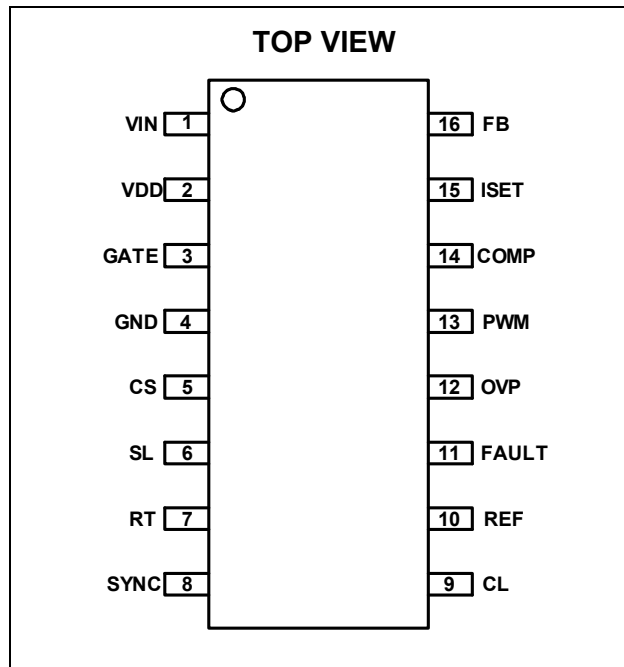 TOP VIEW
VIN 1
16 FB
VDD 2
15 ISET
GATE 3
14 COMP
GND 4
13 PWM
CS 5
12 OVP
SL 6
11 FAULT
RT 7
10 REF
SYNC 8
9 CL